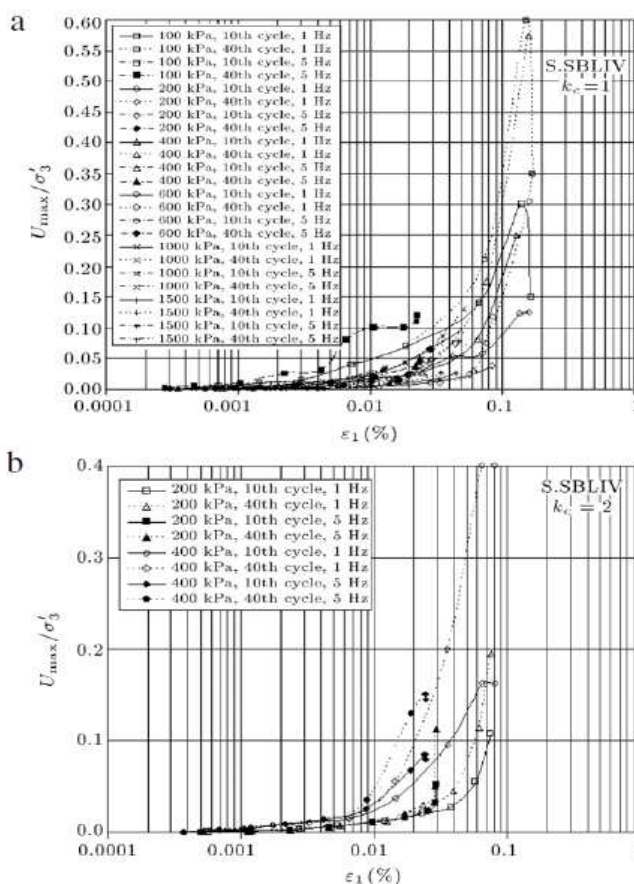 a
0.60
0.55
0.50
0.45
0.40
0.35
0.30
0.25
0.20
0.15
0.10
0.05
0.00
U max/σ′3
100 kPa, 10th cycle, 1 Hz
100 kPa, 40th cycle, 1 Hz
100 kPa, 10th cycle, 5 Hz
100 kPa, 40th cycle, 5 Hz
200 kPa, 10th cycle, 1 Hz
200 kPa, 40th cycle, 1 Hz
200 kPa, 10th cycle, 5 Hz
200 kPa, 40th cycle, 5 Hz
400 kPa, 10th cycle, 1 Hz
400 kPa, 40th cycle, 1 Hz
400 kPa, 10th cycle, 5 Hz
400 kPa, 40th cycle, 5 Hz
600 kPa, 10th cycle, 1 Hz
600 kPa, 40th cycle, 1 Hz
600 kPa, 10th cycle, 5 Hz
600 kPa, 40th cycle, 5 Hz
1000 kPa, 10th cycle, 1 Hz
1000 kPa, 40th cycle, 1 Hz
1000 kPa, 10th cycle, 5 Hz
1000 kPa, 40th cycle, 5 Hz
1500 kPa, 10th cycle, 1 Hz
1500 kPa, 40th cycle, 1 Hz
1500 kPa, 10th cycle, 5 Hz
1500 kPa, 40th cycle, 5 Hz
S.SBLIV
kc = 1
0.0001 0.001 0.01 0.1 1
ε1(%)
b
0.4
0.3
0.2
0.1
0.0
Umax/σ′3
200 kPa, 10th cycle, 1 Hz
200 kPa, 40th cycle, 1 Hz
200 kPa, 10th cycle, 5 Hz
200 kPa, 40th cycle, 5 Hz
400 kPa, 10th cycle, 1 Hz
400 kPa, 40th cycle, 1 Hz
400 kPa, 10th cycle, 5 Hz
400 kPa, 40th cycle, 5 Hz
S.SBLIV
kc = 2
0.0001 0.001 0.01 0.1 1
ε1(%)